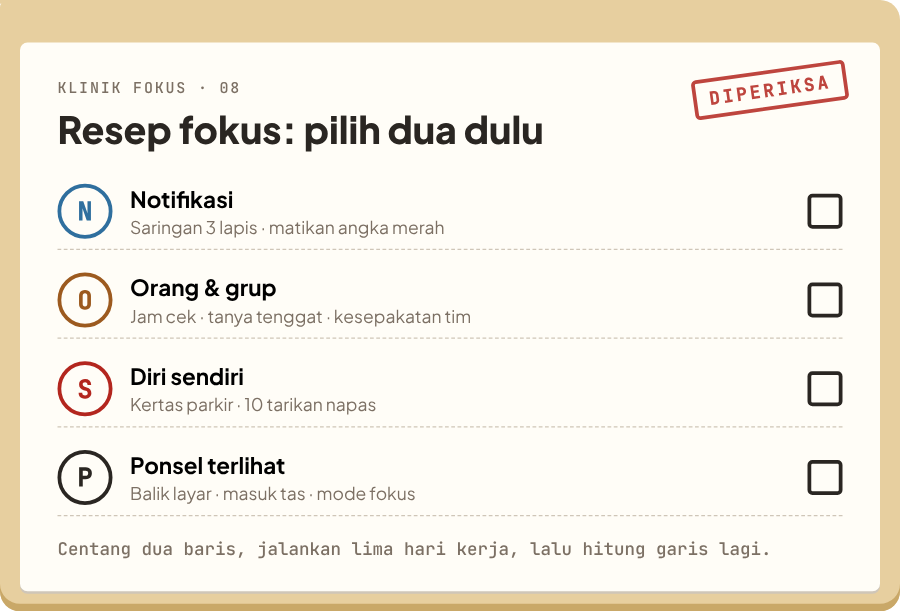 KLINIK FOKUS · 08
DIPERIKSA
Resep fokus: pilih dua dulu
N
Notifikasi
Saringan 3 lapis · matikan angka merah
O
Orang & grup
Jam cek · tanya tenggat · kesepakatan tim
S
Diri sendiri
Kertas parkir · 10 tarikan napas
P
Ponsel terlihat
Balik layar · masuk tas · mode fokus
Centang dua baris, jalankan lima hari kerja, lalu hitung garis lagi.